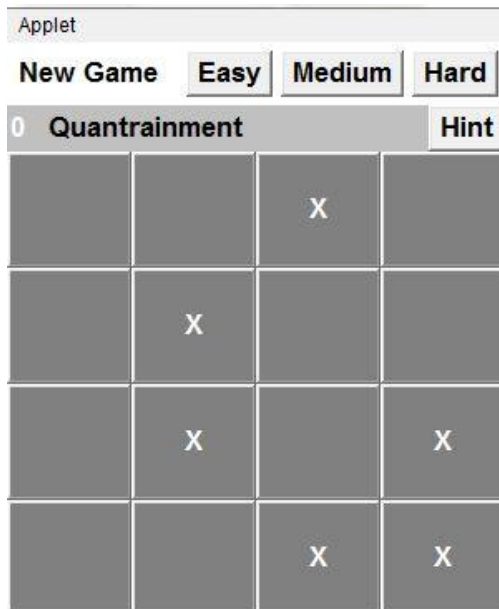 Applet
New Game Easy Medium Hard
0 Quantrainment Hint
X
X
X X
X X